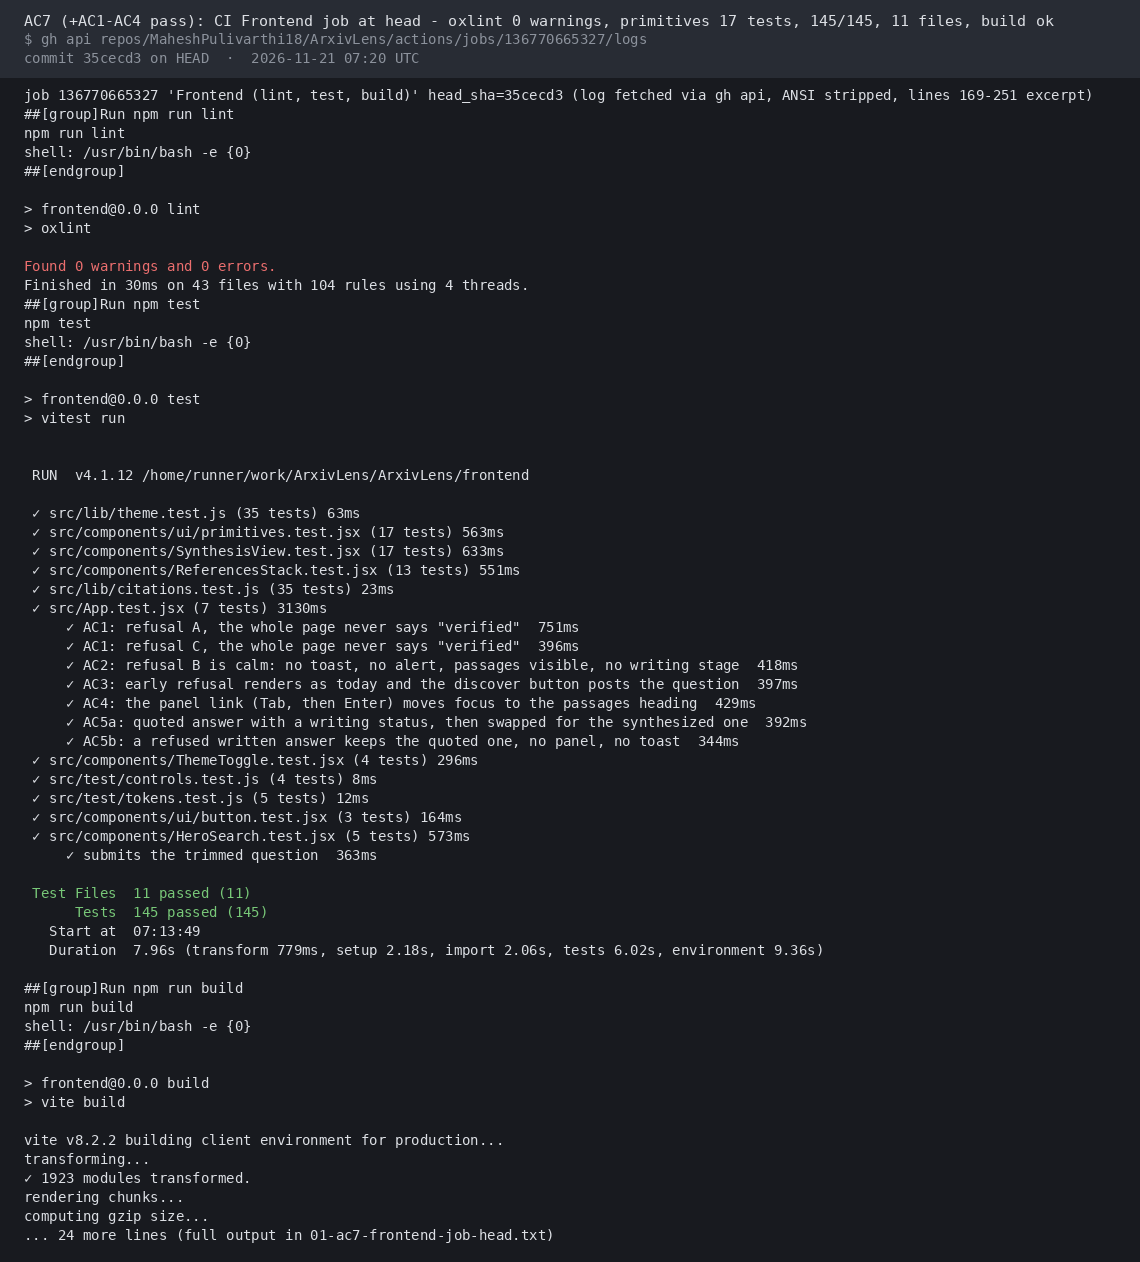 AC7 (+AC1-AC4 pass): CI Frontend job at head - oxlint 0 warnings, primitives 17 tests, 145/145, 11 files, build ok
$ gh api repos/MaheshPulivarthi18/ArxivLens/actions/jobs/136770665327/logs
commit 35cecd3 on HEAD  ·  2026-11-21 07:20 UTC
job 136770665327 'Frontend (lint, test, build)' head_sha=35cecd3 (log fetched via gh api, ANSI stripped, lines 169-251 excerpt)
##[group]Run npm run lint
npm run lint
shell: /usr/bin/bash -e {0}
##[endgroup]
> frontend@0.0.0 lint
> oxlint
Found 0 warnings and 0 errors.
Finished in 30ms on 43 files with 104 rules using 4 threads.
##[group]Run npm test
npm test
shell: /usr/bin/bash -e {0}
##[endgroup]
> frontend@0.0.0 test
> vitest run
RUN  v4.1.12 /home/runner/work/ArxivLens/ArxivLens/frontend
✓ src/lib/theme.test.js (35 tests) 63ms
✓ src/components/ui/primitives.test.jsx (17 tests) 563ms
✓ src/components/SynthesisView.test.jsx (17 tests) 633ms
✓ src/components/ReferencesStack.test.jsx (13 tests) 551ms
✓ src/lib/citations.test.js (35 tests) 23ms
✓ src/App.test.jsx (7 tests) 3130ms
✓ AC1: refusal A, the whole page never says "verified"  751ms
✓ AC1: refusal C, the whole page never says "verified"  396ms
✓ AC2: refusal B is calm: no toast, no alert, passages visible, no writing stage  418ms
✓ AC3: early refusal renders as today and the discover button posts the question  397ms
✓ AC4: the panel link (Tab, then Enter) moves focus to the passages heading  429ms
✓ AC5a: quoted answer with a writing status, then swapped for the synthesized one  392ms
✓ AC5b: a refused written answer keeps the quoted one, no panel, no toast  344ms
✓ src/components/ThemeToggle.test.jsx (4 tests) 296ms
✓ src/test/controls.test.js (4 tests) 8ms
✓ src/test/tokens.test.js (5 tests) 12ms
✓ src/components/ui/button.test.jsx (3 tests) 164ms
✓ src/components/HeroSearch.test.jsx (5 tests) 573ms
✓ submits the trimmed question  363ms
Test Files  11 passed (11)
Tests  145 passed (145)
Start at  07:13:49
Duration  7.96s (transform 779ms, setup 2.18s, import 2.06s, tests 6.02s, environment 9.36s)
##[group]Run npm run build
npm run build
shell: /usr/bin/bash -e {0}
##[endgroup]
> frontend@0.0.0 build
> vite build
vite v8.2.2 building client environment for production...
transforming...
✓ 1923 modules transformed.
rendering chunks...
computing gzip size...
... 24 more lines (full output in 01-ac7-frontend-job-head.txt)